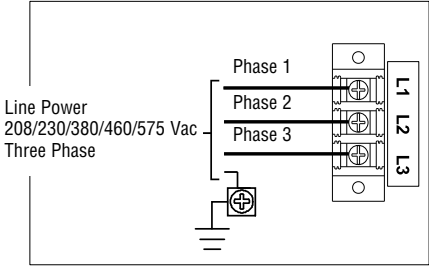 Phase 1
Phase 2
Phase 3
Line Power
208/230/380/460/575 Vac
Three Phase
L1
L2
L3